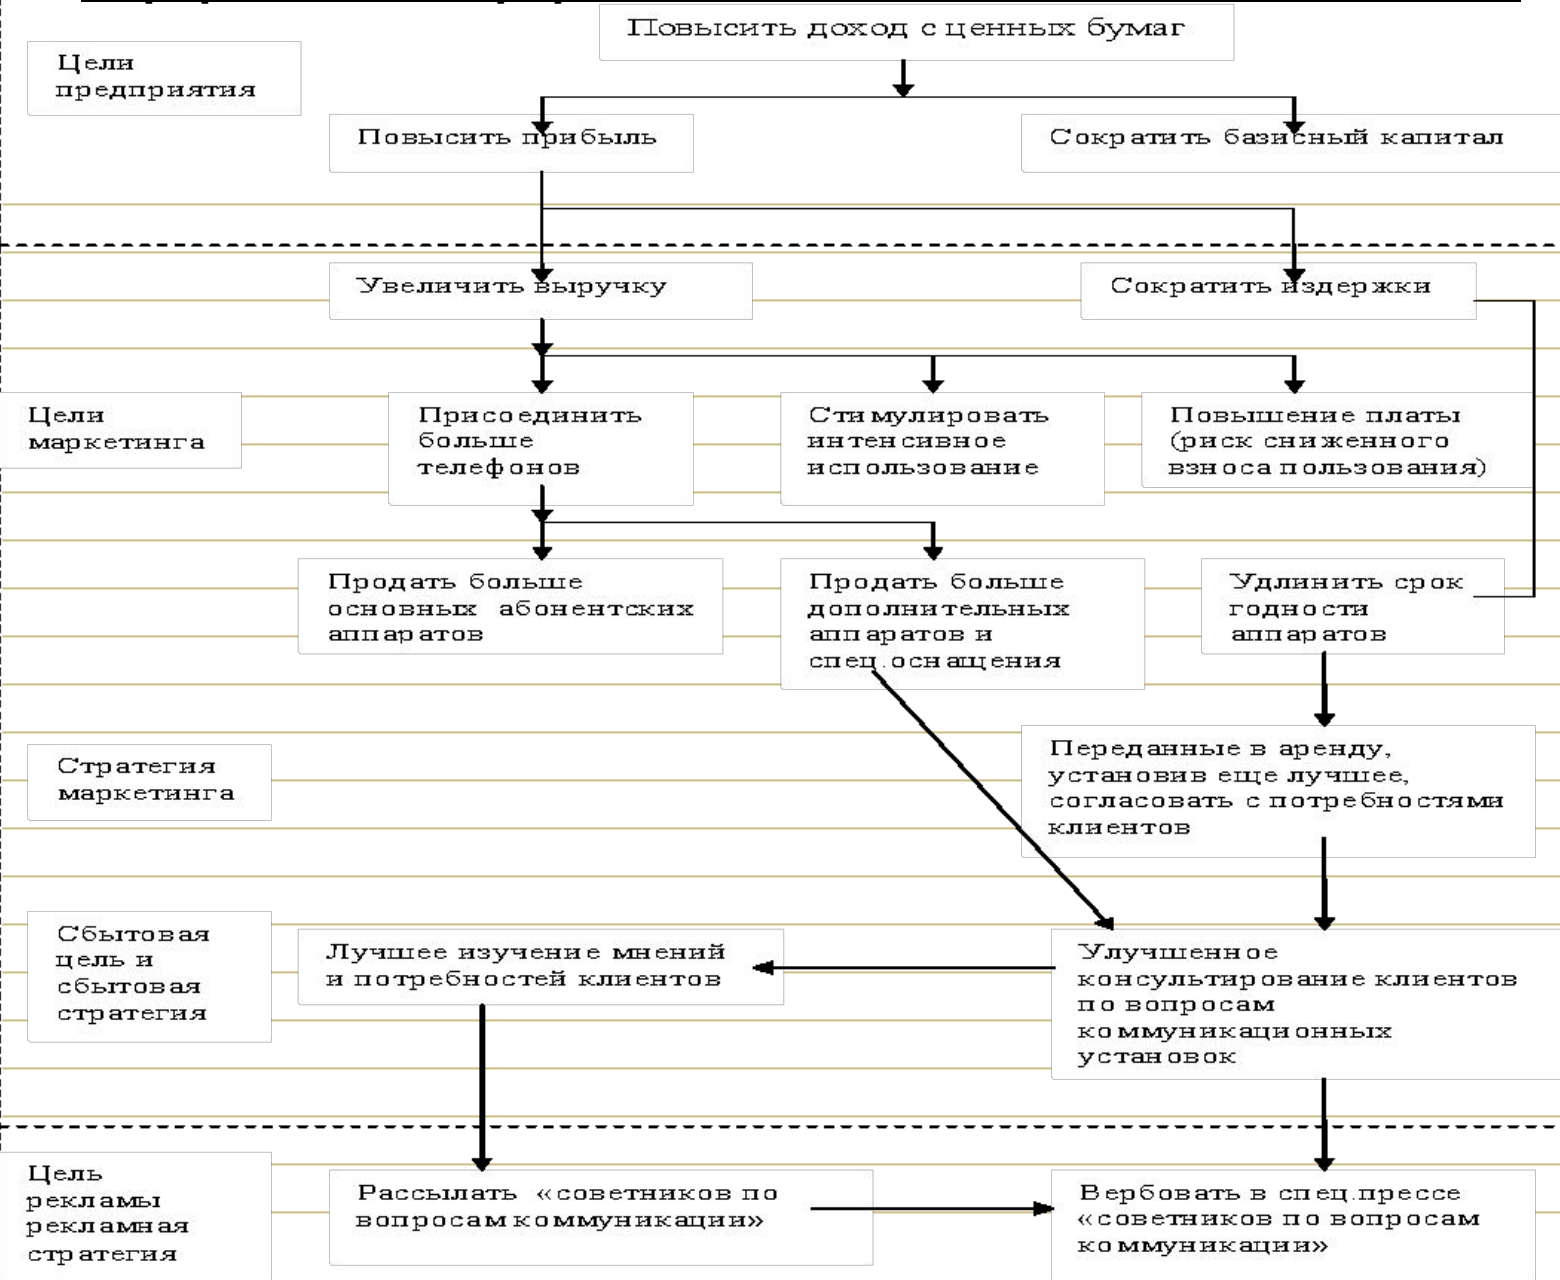 Повысить доход с ценных бумаг
Цели
предприятия
Повысить прибыль
Сократить базисный капитал
Увеличить выручку
Сократить издержки
Цели
маркетинга
Присоединить
больше
телефонов
Стимулировать
интенсивное
использование
Повышение платы
(риск сниженного
взноса пользования)
Продать больше
основных абонентских
аппаратов
Продать больше
дополнительных
аппаратов и
спец.оснащения
Удлинить срок
годности
аппаратов
Стратегия
маркетинга
Переданные в аренду,
установив еще лучшее,
согласовать с потребностями
клиентов
Сбытовая
цель и
сбытовая
стратегия
Лучшее изучение мнений
и потребностей клиентов
Улучшенное
консультирование клиентов
по вопросам
коммуникационных
установок
Цель
рекламы
рекламная
стратегия
Рассылать «советников по
вопросам коммуникации»
Вербовать в спец.прессе
«советников по вопросам
коммуникации»